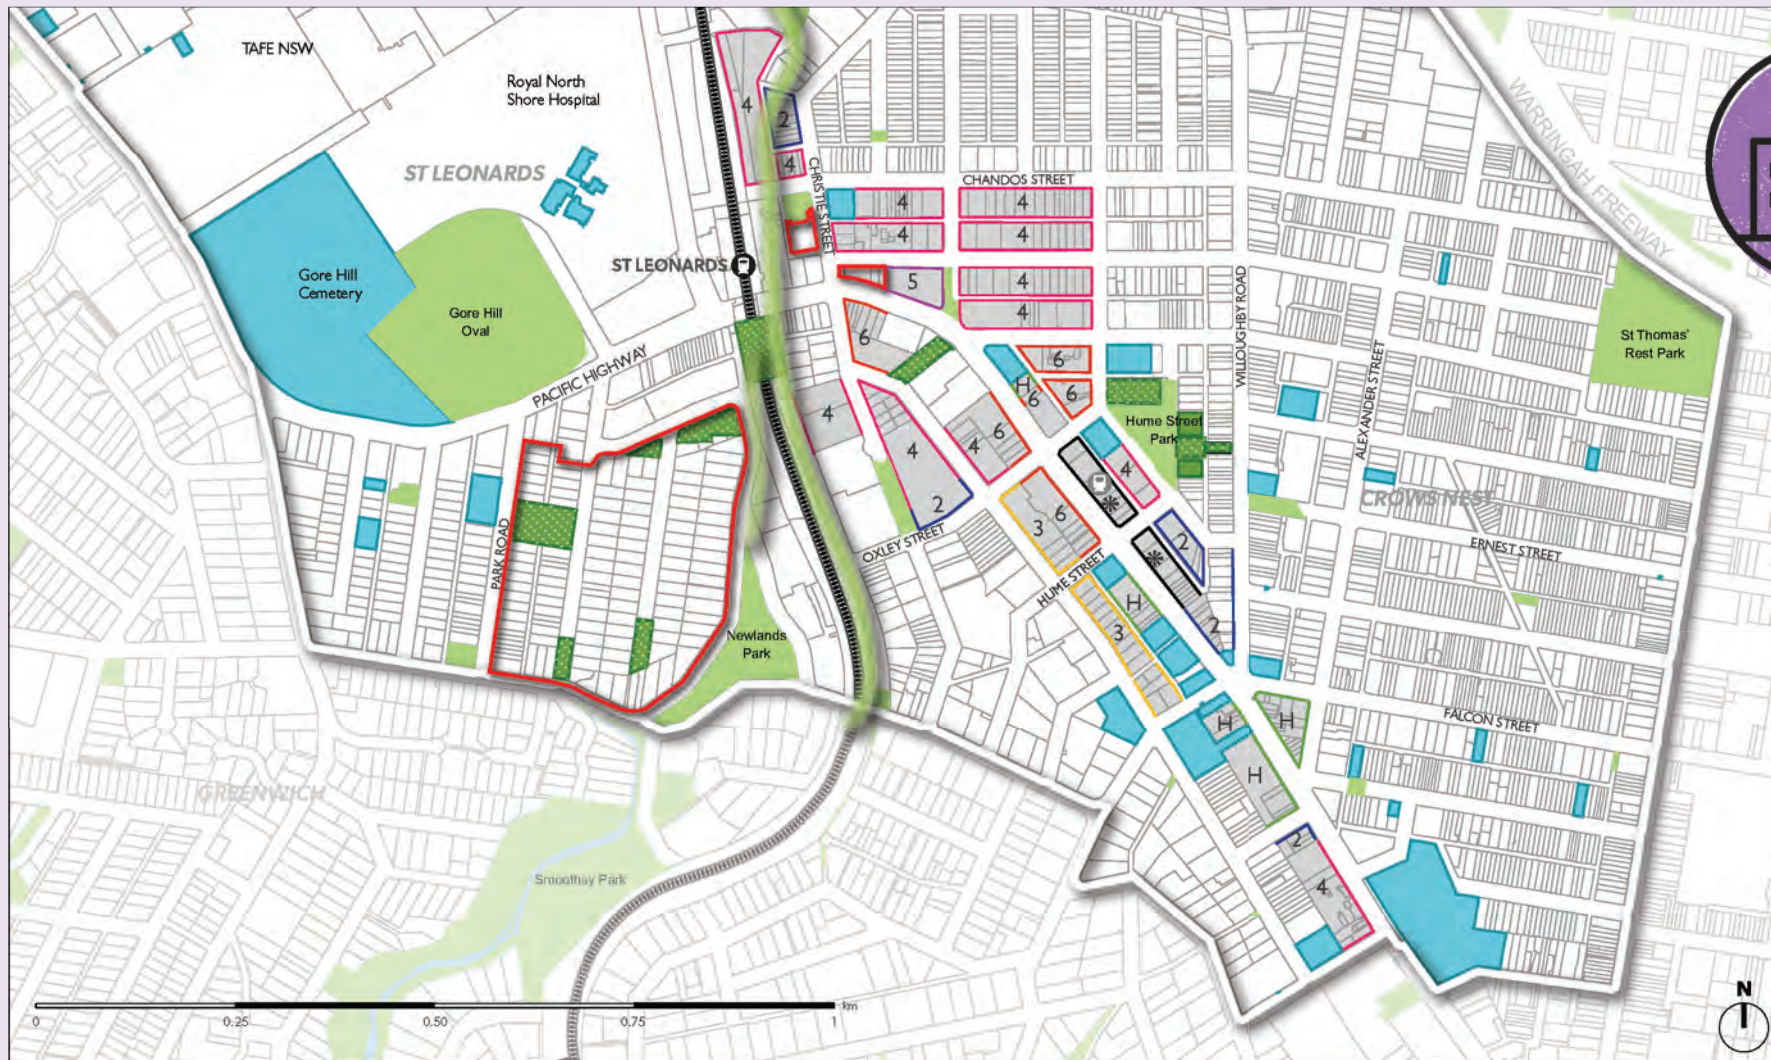 TAFE NSW
Royal North
Shore Hospital
ST LEONARDS
WARRINGAH FREEWAY
4
2
4
CHRISTIE STREET
CHANDOS STREET
4
4
4
4
ST LEONARDS
Gore Hill
Cemetery
Gore Hill
Oval
5
4
4
WILLOUGHBY ROAD
St Thomas'
Rest Park
PACIFIC HIGHWAY
6
6
H
6
6
ALEXANDER STREET
Hume Street
Park
4
4
4
6
4
2
CROWS NEST
PARK ROAD
OXLEY STREET
3
6
2
ERNEST STREET
HUME STREET
H
3
2
Newlands
Park
FALCON STREET
H
H
H
GREENWICH
2
4
Smoothey Park
km
0
0.25
0.50
0.75
1
N